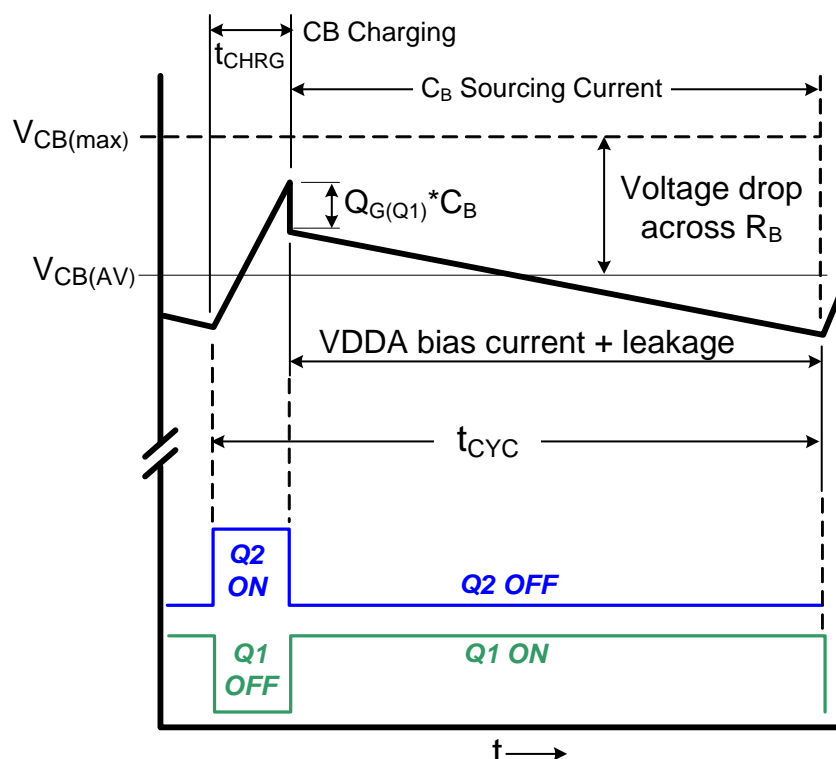 CB Charging
tCHRG
CB Sourcing Current
VCB(max)
QG(Q1)*CB
Voltage drop
across RB
VCB(AV)
VDDA bias current + leakage
tCYC
Q2
ON
Q2 OFF
Q1
OFF
Q1 ON
t